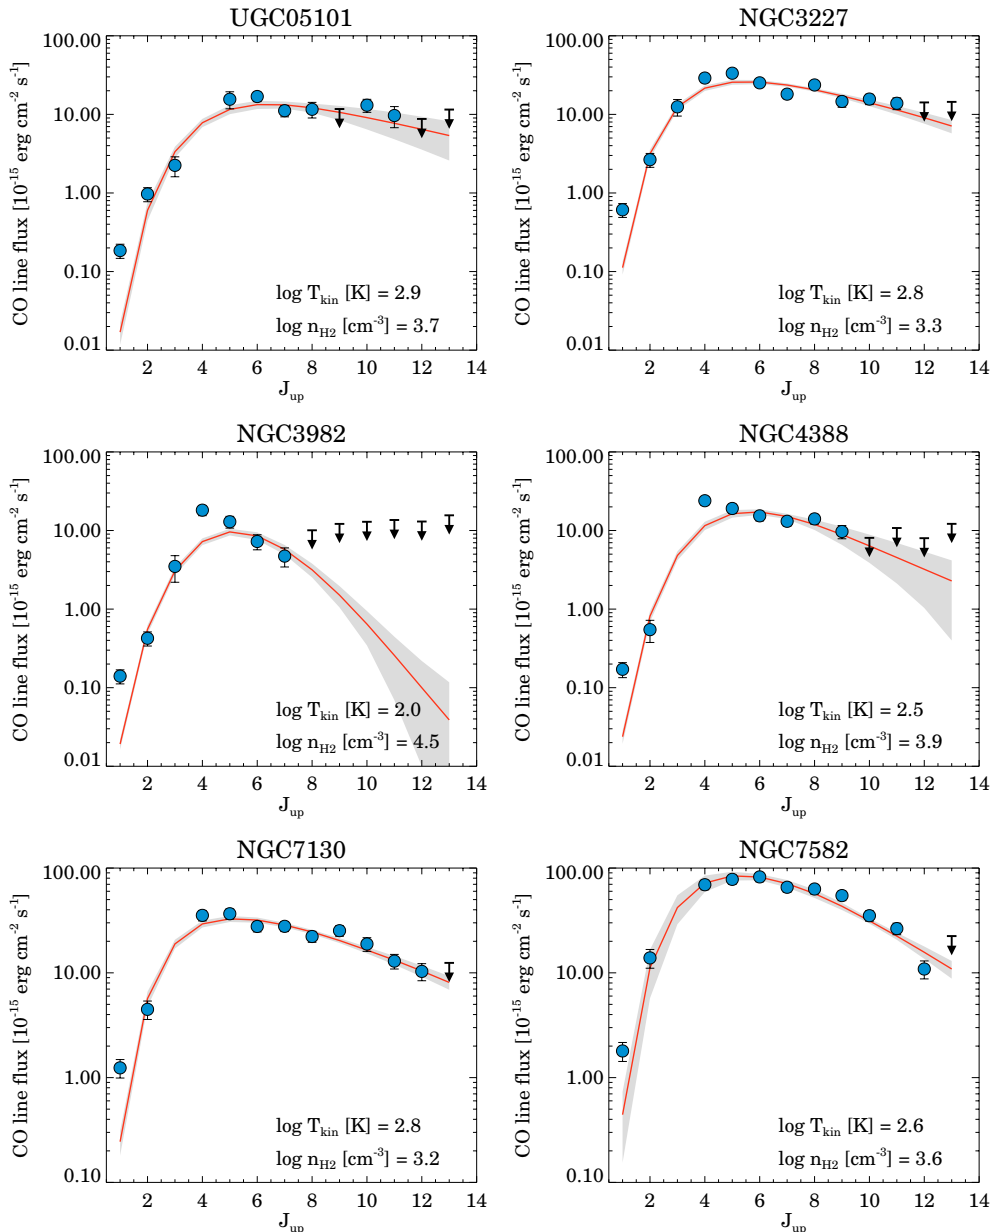 UGC05101
NGC3227
CO line flux [10⁻¹⁵ erg cm⁻² s⁻¹]
100.00
10.00
1.00
0.10
0.01
log T_kin [K] = 2.9
log n_H2 [cm⁻³] = 3.7
2 4 6 8 10 12 14
J_up
CO line flux [10⁻¹⁵ erg cm⁻² s⁻¹]
100.00
10.00
1.00
0.10
0.01
log T_kin [K] = 2.8
log n_H2 [cm⁻³] = 3.3
2 4 6 8 10 12 14
J_up
NGC3982
NGC4388
CO line flux [10⁻¹⁵ erg cm⁻² s⁻¹]
100.00
10.00
1.00
0.10
0.01
log T_kin [K] = 2.0
log n_H2 [cm⁻³] = 4.5
2 4 6 8 10 12 14
J_up
CO line flux [10⁻¹⁵ erg cm⁻² s⁻¹]
100.00
10.00
1.00
0.10
0.01
log T_kin [K] = 2.5
log n_H2 [cm⁻³] = 3.9
2 4 6 8 10 12 14
J_up
NGC7130
NGC7582
CO line flux [10⁻¹⁵ erg cm⁻² s⁻¹]
100.00
10.00
1.00
0.10
log T_kin [K] = 2.8
log n_H2 [cm⁻³] = 3.2
2 4 6 8 10 12 14
J_up
CO line flux [10⁻¹⁵ erg cm⁻² s⁻¹]
100.00
10.00
1.00
0.10
log T_kin [K] = 2.6
log n_H2 [cm⁻³] = 3.6
2 4 6 8 10 12 14
J_up